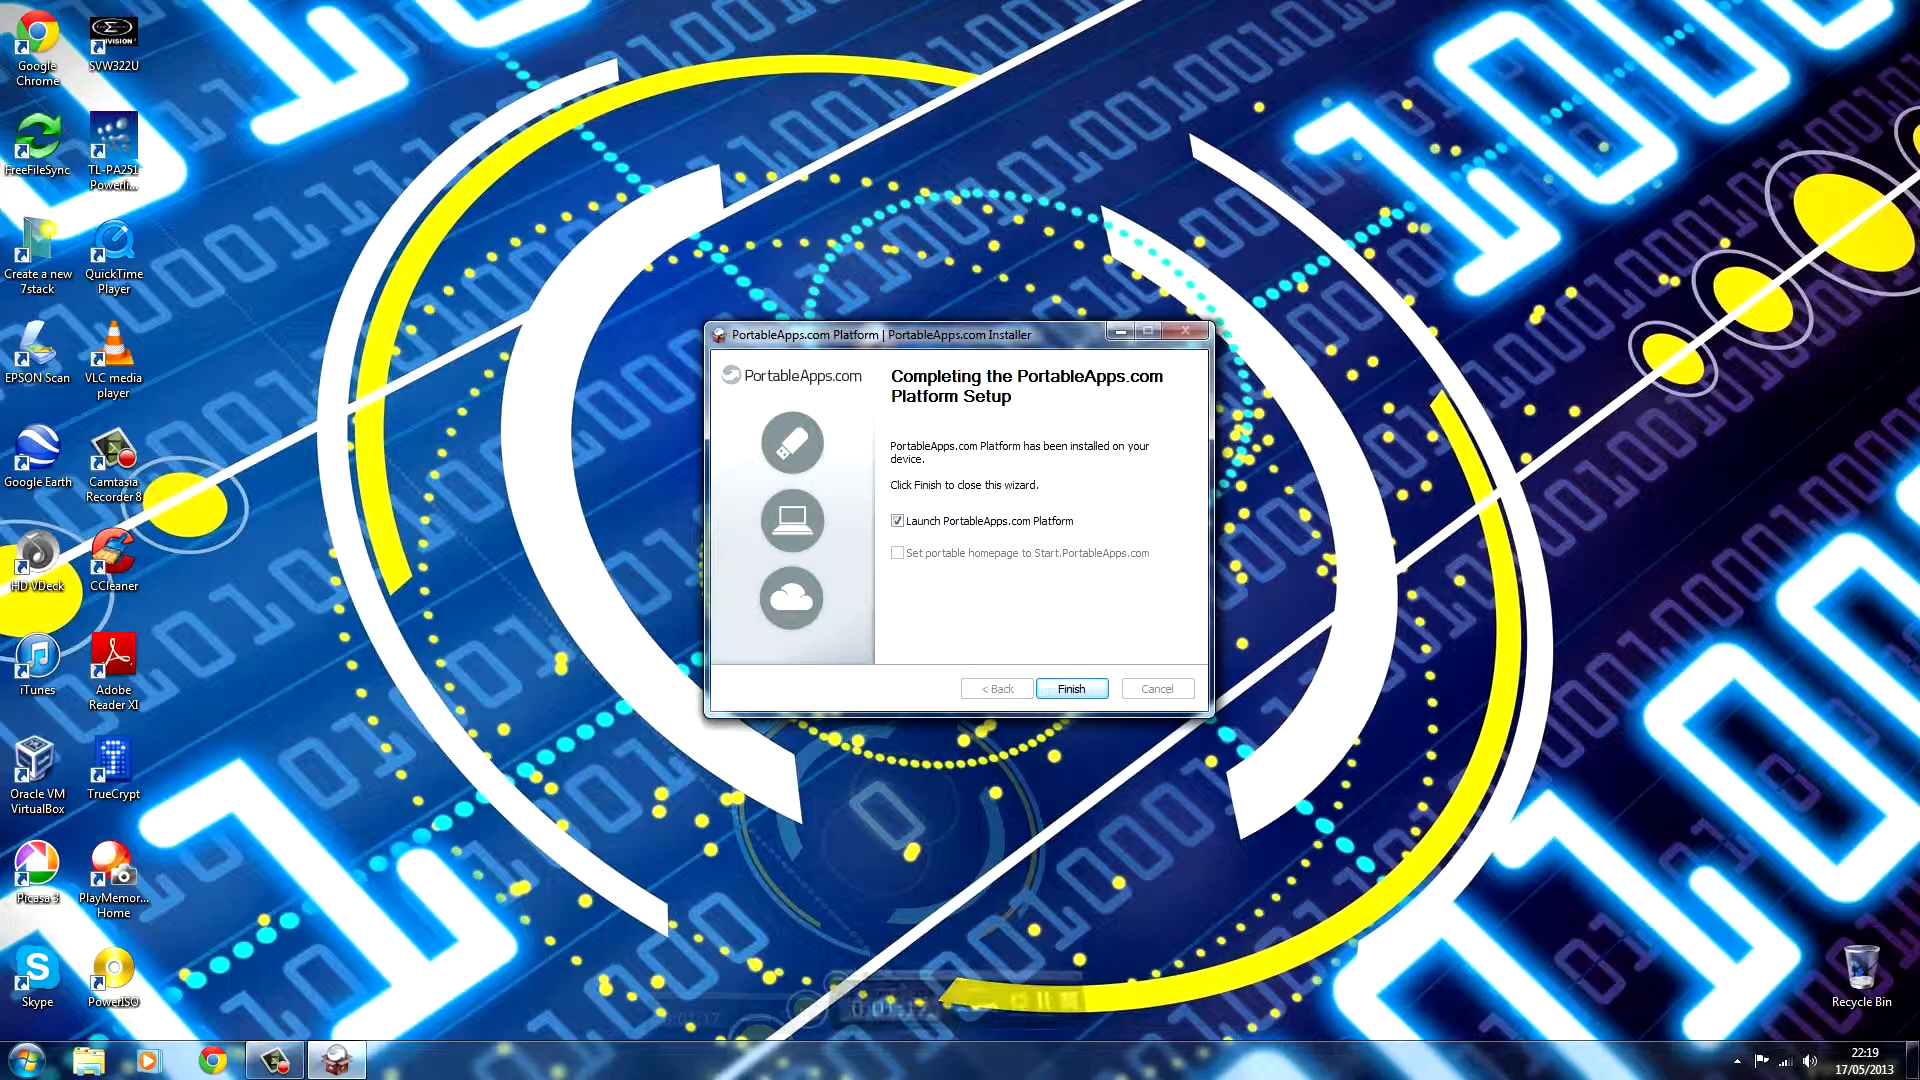 Google
Chrome
SVW322U
FreeFileSync
TL-PA251
Powerli...
Create a new
7stack
QuickTime
Player
EPSON Scan
VLC media
player
Google Earth
Camtasia
Recorder 8
HD VDeck
CCleaner
iTunes
Adobe
Reader XI
Oracle VM
VirtualBox
TrueCrypt
Picasa 3
PlayMemor...
Home
Skype
PowerISO
PortableApps.com Platform | PortableApps.com Installer
PortableApps.com
Completing the PortableApps.com
Platform Setup
PortableApps.com Platform has been installed on your
device.
Click Finish to close this wizard.
Launch PortableApps.com Platform
Set portable homepage to Start.PortableApps.com
< Back
Finish
Cancel
Recycle Bin
22:19
17/05/2013